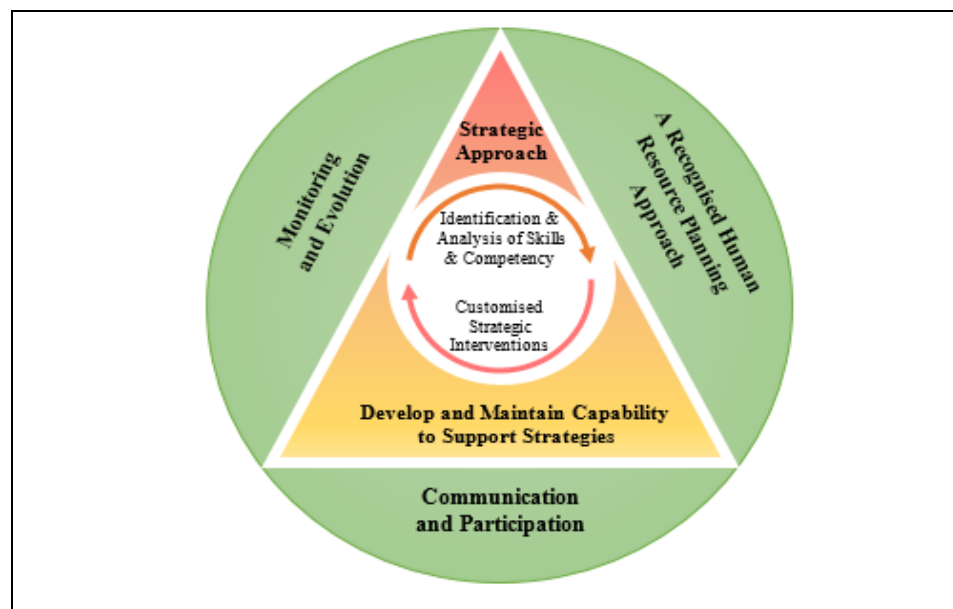 Strategic
Approach
Monitoring
and Evolution
A Recognised Human
Resource Planning
Approach
Identification &
Analysis of Skills
& Competency
Customised
Strategic
Interventions
Develop and Maintain Capability
to Support Strategies
Communication
and Participation